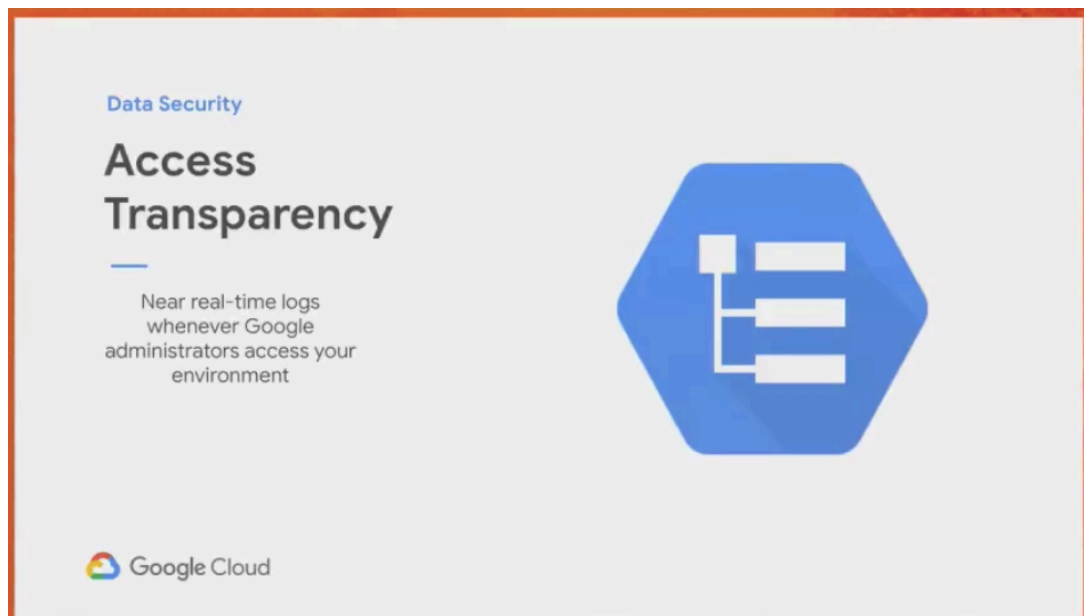 Data Security
Access
Transparency
Near real-time logs
whenever Google
administrators access your
environment
Google Cloud